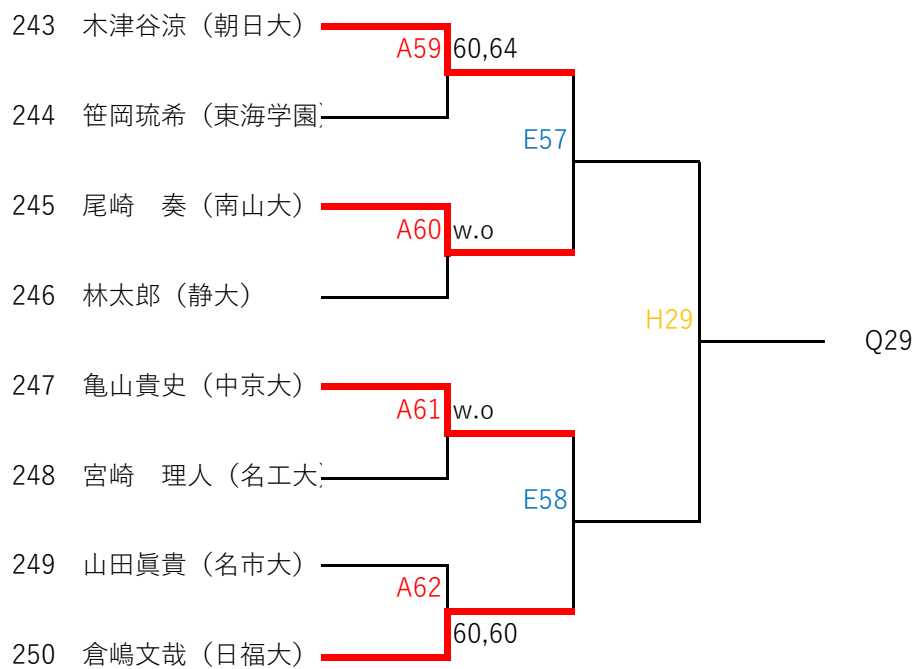 243 木津谷涼（朝日大）
A59 60,64
244 笹岡琉希（東海学園）
E57
245 尾崎　奏（南山大）
A60 w.o
246 林太郎（静大）
H29
Q29
247 亀山貴史（中京大）
A61 w.o
248 宮崎　理人（名工大）
E58
249 山田眞貴（名市大）
A62
60,60
250 倉嶋文哉（日福大）